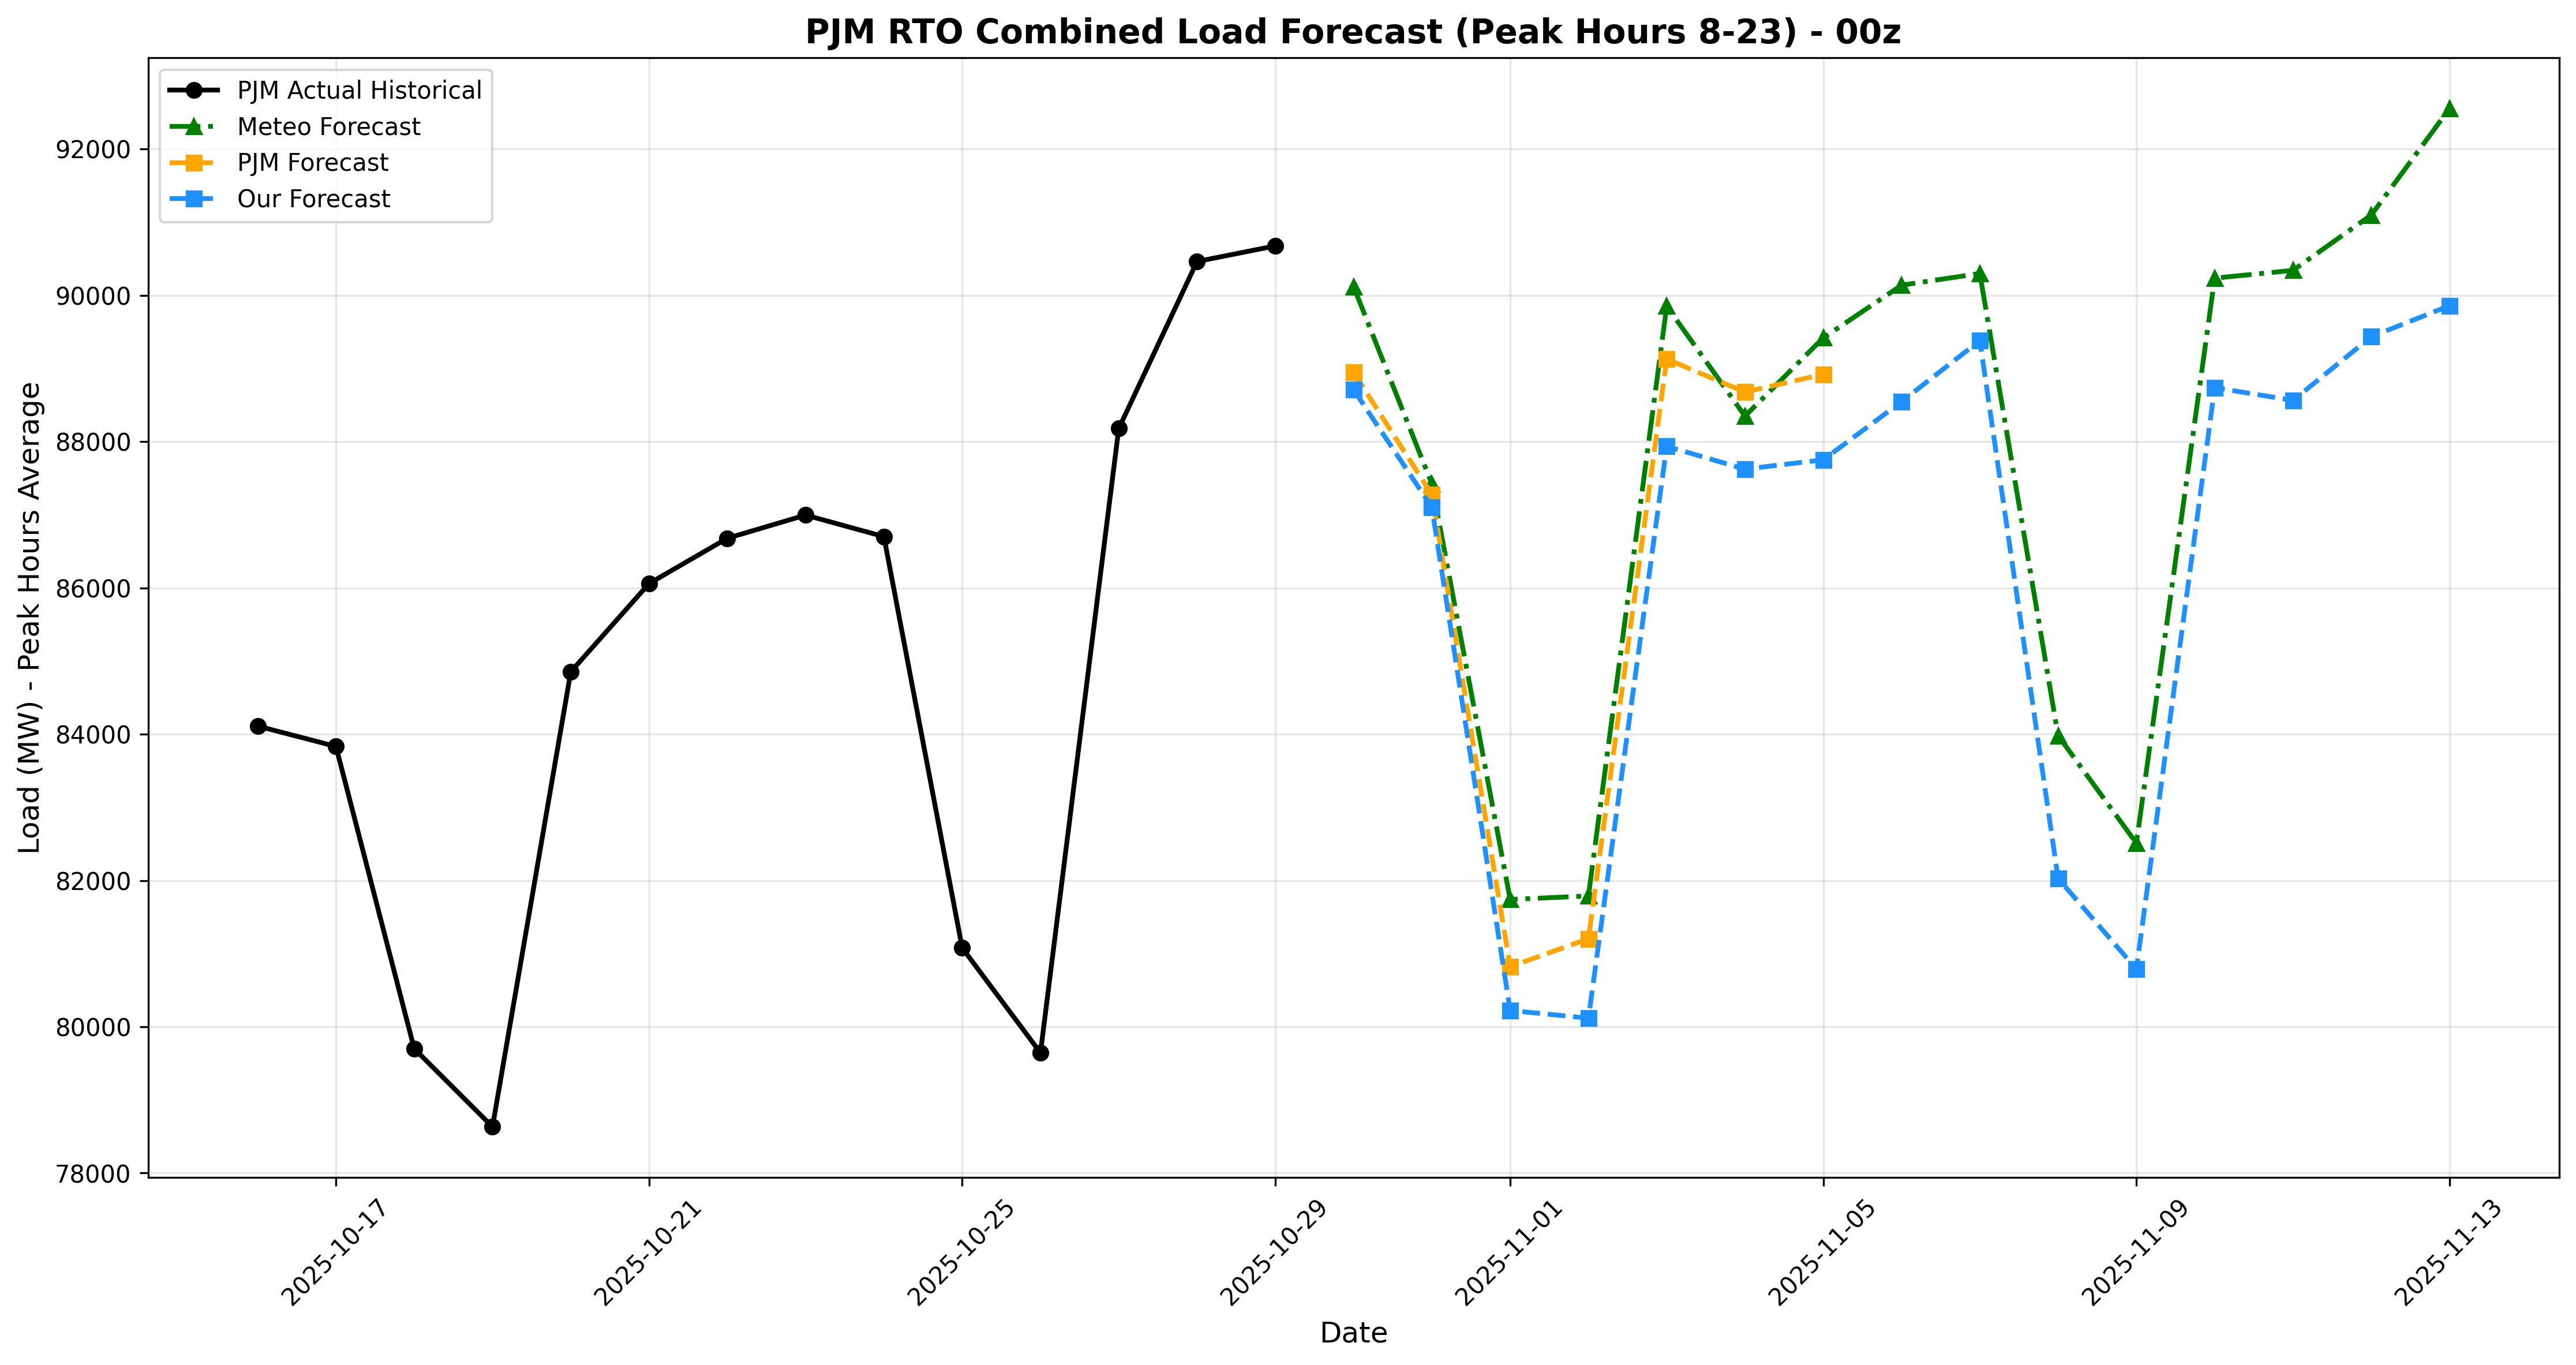 PJM RTO Combined Load Forecast (Peak Hours 8-23) - 00z
PJM Actual Historical
Meteo Forecast
PJM Forecast
Our Forecast
Load (MW) - Peak Hours Average
92000
90000
88000
86000
84000
82000
80000
78000
2025-10-17
2025-10-21
2025-10-25
2025-10-29
2025-11-01
2025-11-05
2025-11-09
2025-11-13
Date